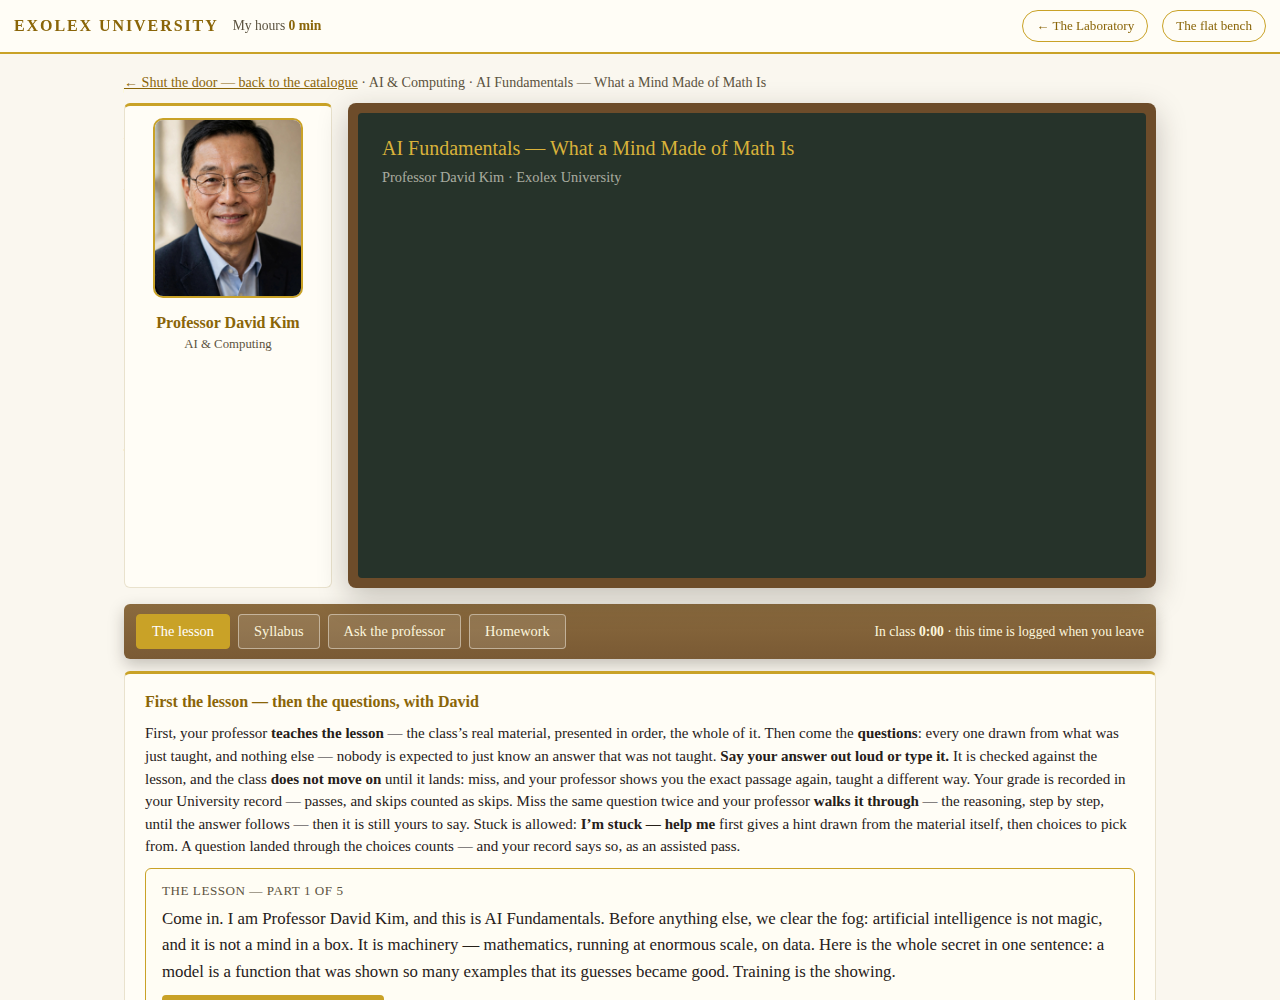 EXOLEX UNIVERSITY My hours 0 min ← The Laboratory The flat bench
← Shut the door — back to the catalogue · AI & Computing · AI Fundamentals — What a Mind Made of Math Is
AI Fundamentals — What a Mind Made of Math Is
Professor David Kim · Exolex University
Professor David Kim
AI & Computing
The lesson Syllabus Ask the professor Homework In class 0:00 · this time is logged when you leave
First the lesson — then the questions, with David
First, your professor teaches the lesson — the class’s real material, presented in order, the whole of it. Then come the questions: every one drawn from what was
just taught, and nothing else — nobody is expected to just know an answer that was not taught. Say your answer out loud or type it. It is checked against the
lesson, and the class does not move on until it lands: miss, and your professor shows you the exact passage again, taught a different way. Your grade is recorded in
your University record — passes, and skips counted as skips. Miss the same question twice and your professor walks it through — the reasoning, step by step,
until the answer follows — then it is still yours to say. Stuck is allowed: I’m stuck — help me first gives a hint drawn from the material itself, then choices to pick
from. A question landed through the choices counts — and your record says so, as an assisted pass.
THE LESSON — PART 1 OF 5
Come in. I am Professor David Kim, and this is AI Fundamentals. Before anything else, we clear the fog: artificial intelligence is not magic,
and it is not a mind in a box. It is machinery — mathematics, running at enormous scale, on data. Here is the whole secret in one sentence: a
model is a function that was shown so many examples that its guesses became good. Training is the showing.